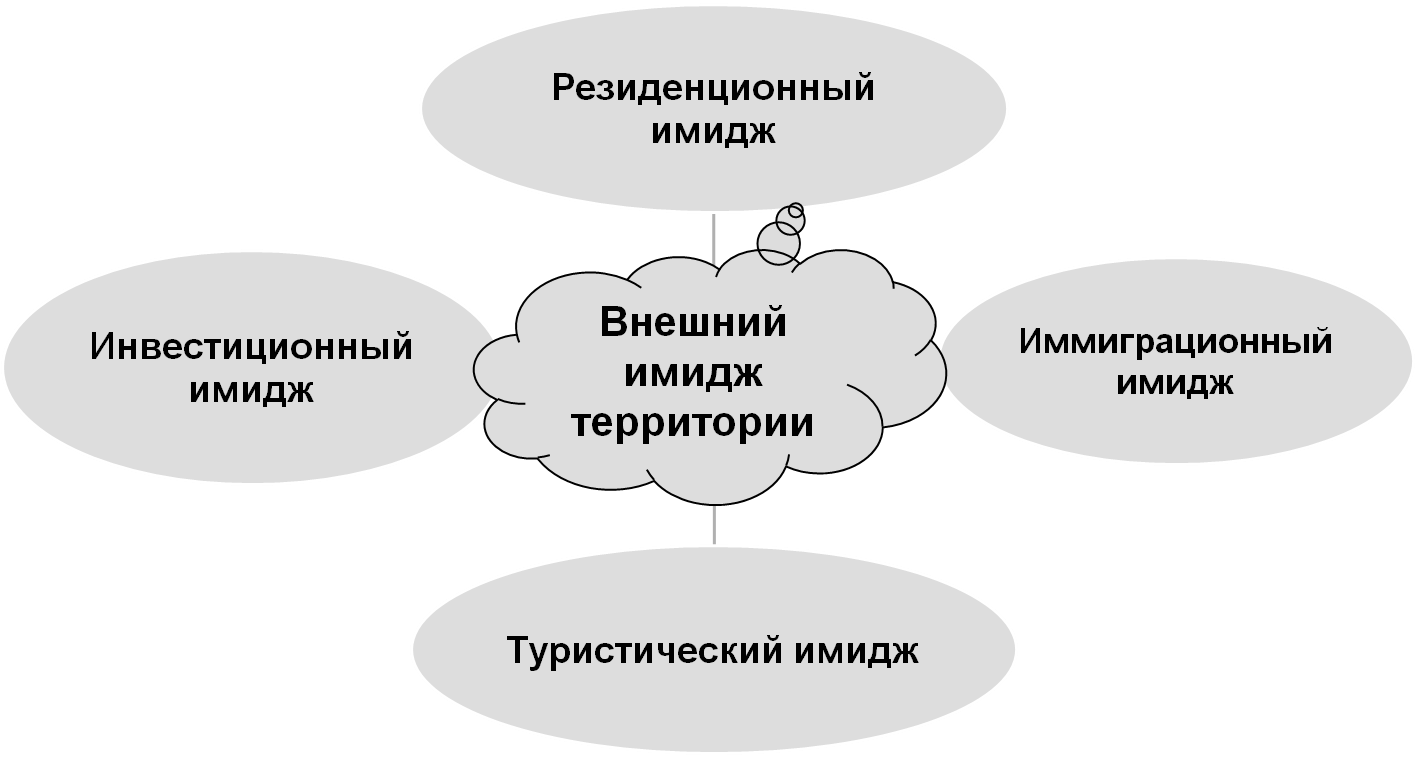 Резиденционный
имидж
Инвестиционный
имидж
Внешний
имидж
территории
Иммиграционный
имидж
Туристический имидж